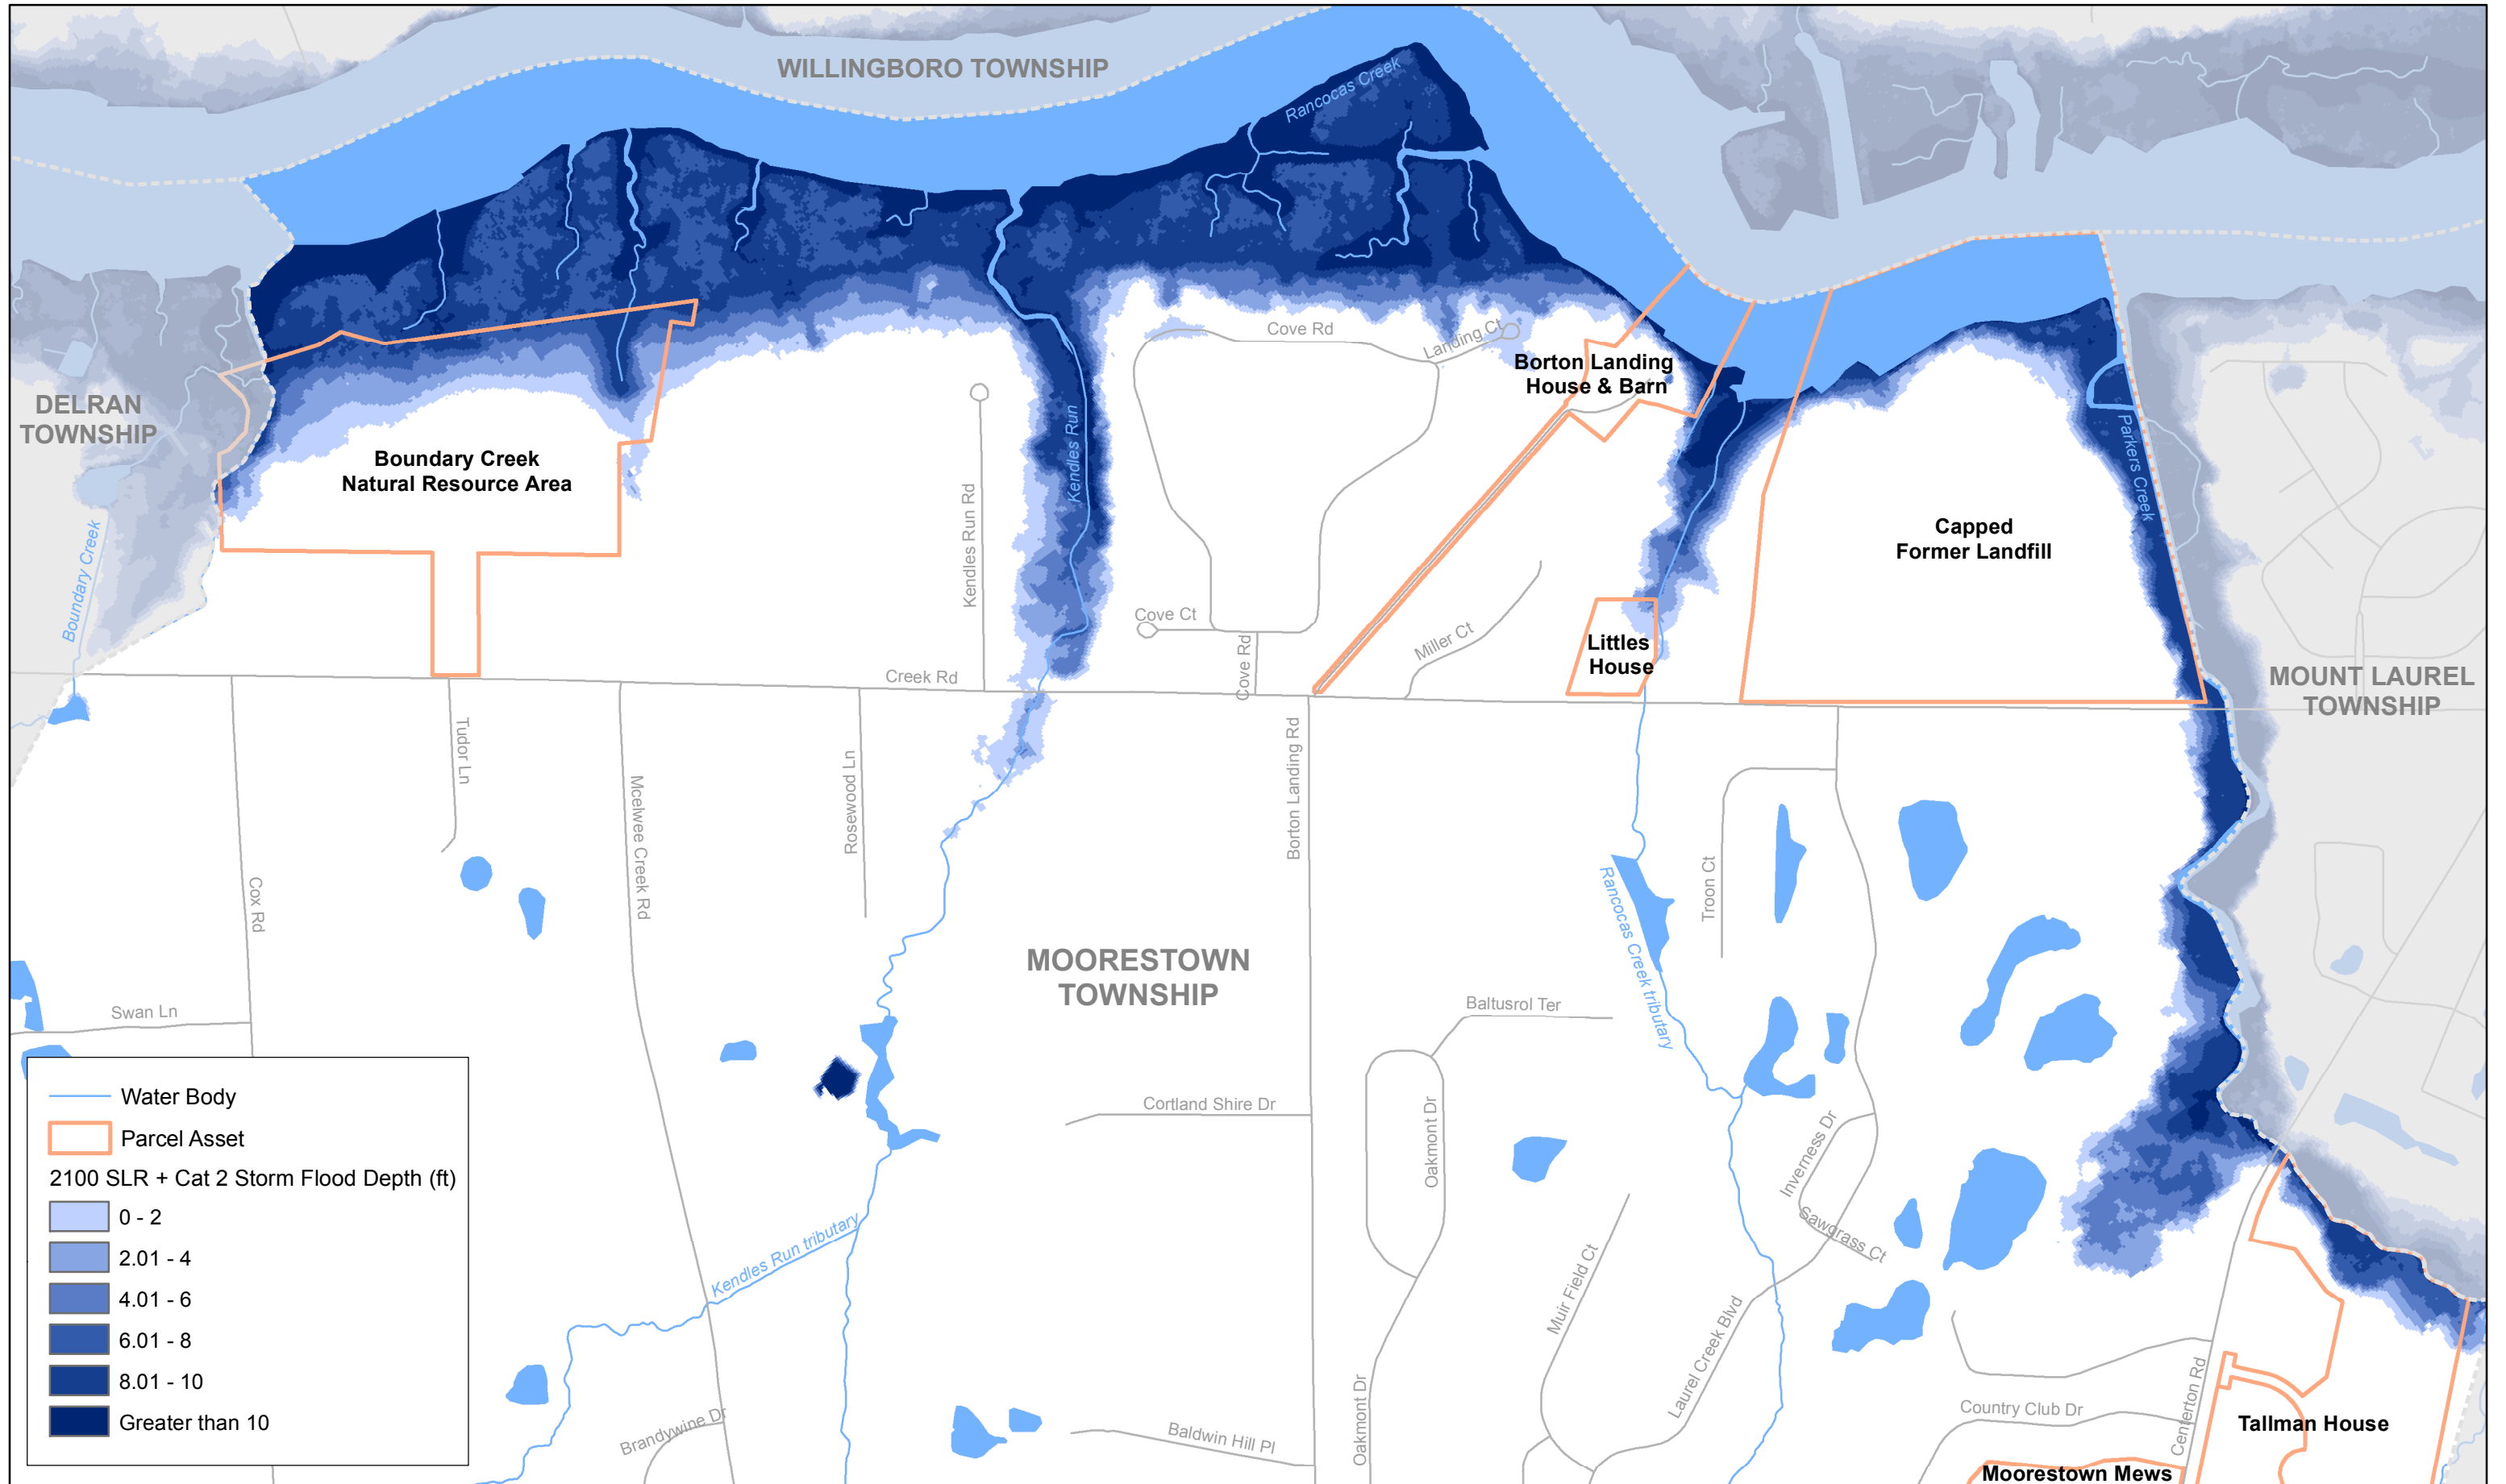 WILLINGBORO TOWNSHIP
Rancocas Creek
Cove Rd
Landing Ct
Borton Landing
House & Barn
DELRAN
TOWNSHIP
Boundary Creek
Natural Resource Area
Kendles Run
Parkers Creek
Capped
Former Landfill
Kendles Run Rd
Boundary Creek
Cove Ct
Cove Rd
Miller Ct
Littles
House
Creek Rd
MOUNT LAUREL
TOWNSHIP
Tudor Ln
Mcelwee Creek Rd
Rosewood Ln
Borton Landing Rd
Troon Ct
Cox Rd
Rancocas Creek tributary
MOORESTOWN
TOWNSHIP
Swan Ln
Baltusrol Ter
Cortland Shire Dr
Oakmont Dr
Inverness Dr
Sawgrass Ct
Kendles Run tributary
Muir Field Ct
Laurel Creek Blvd
Oakmont Dr
Brandywine Dr
Baldwin Hill Pl
Country Club Dr
Centerton Rd
Tallman House
Moorestown Mews
Water Body
Parcel Asset
2100 SLR + Cat 2 Storm Flood Depth (ft)
0 - 2
2.01 - 4
4.01 - 6
6.01 - 8
8.01 - 10
Greater than 10